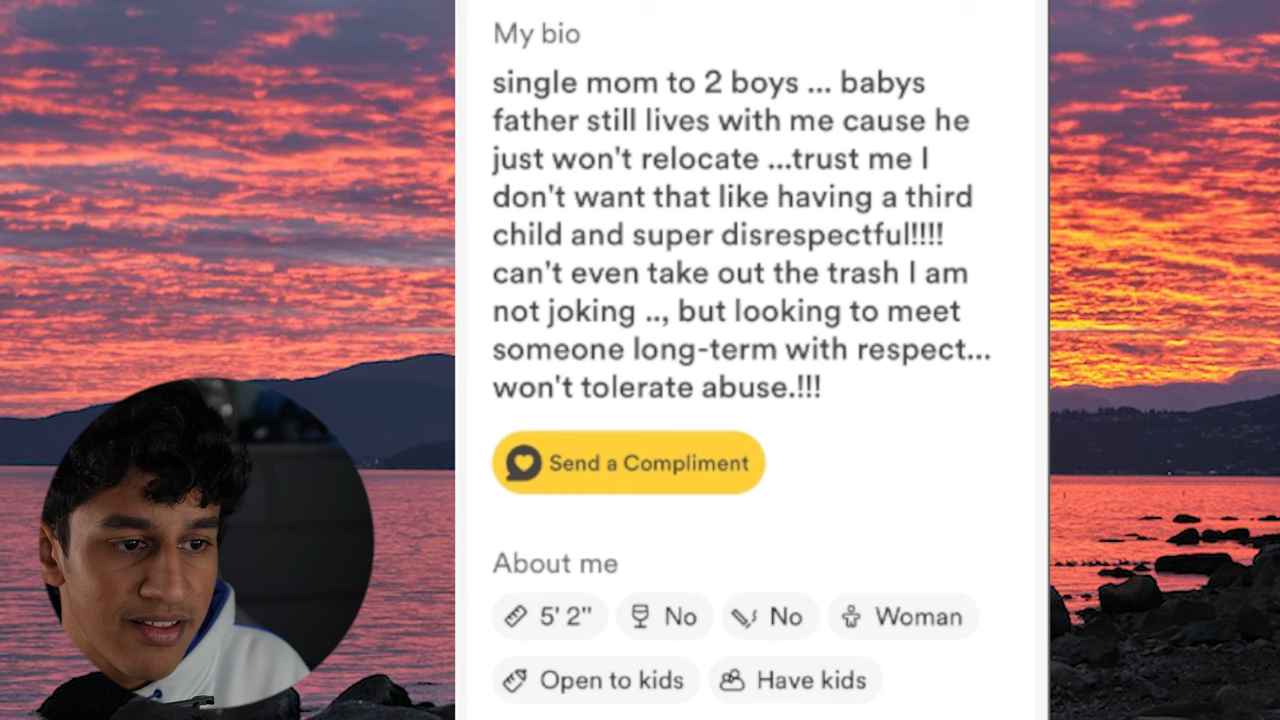 My bio
single mom to 2 boys ... babys
father still lives with me cause he
just won't relocate ...trust me I
don't want that like having a third
child and super disrespectful!!!!
can't even take out the trash I am
not joking .., but looking to meet
someone long-term with respect...
won't tolerate abuse.!!!
Send a Compliment
About me
5' 2" No No Woman
Open to kids Have kids